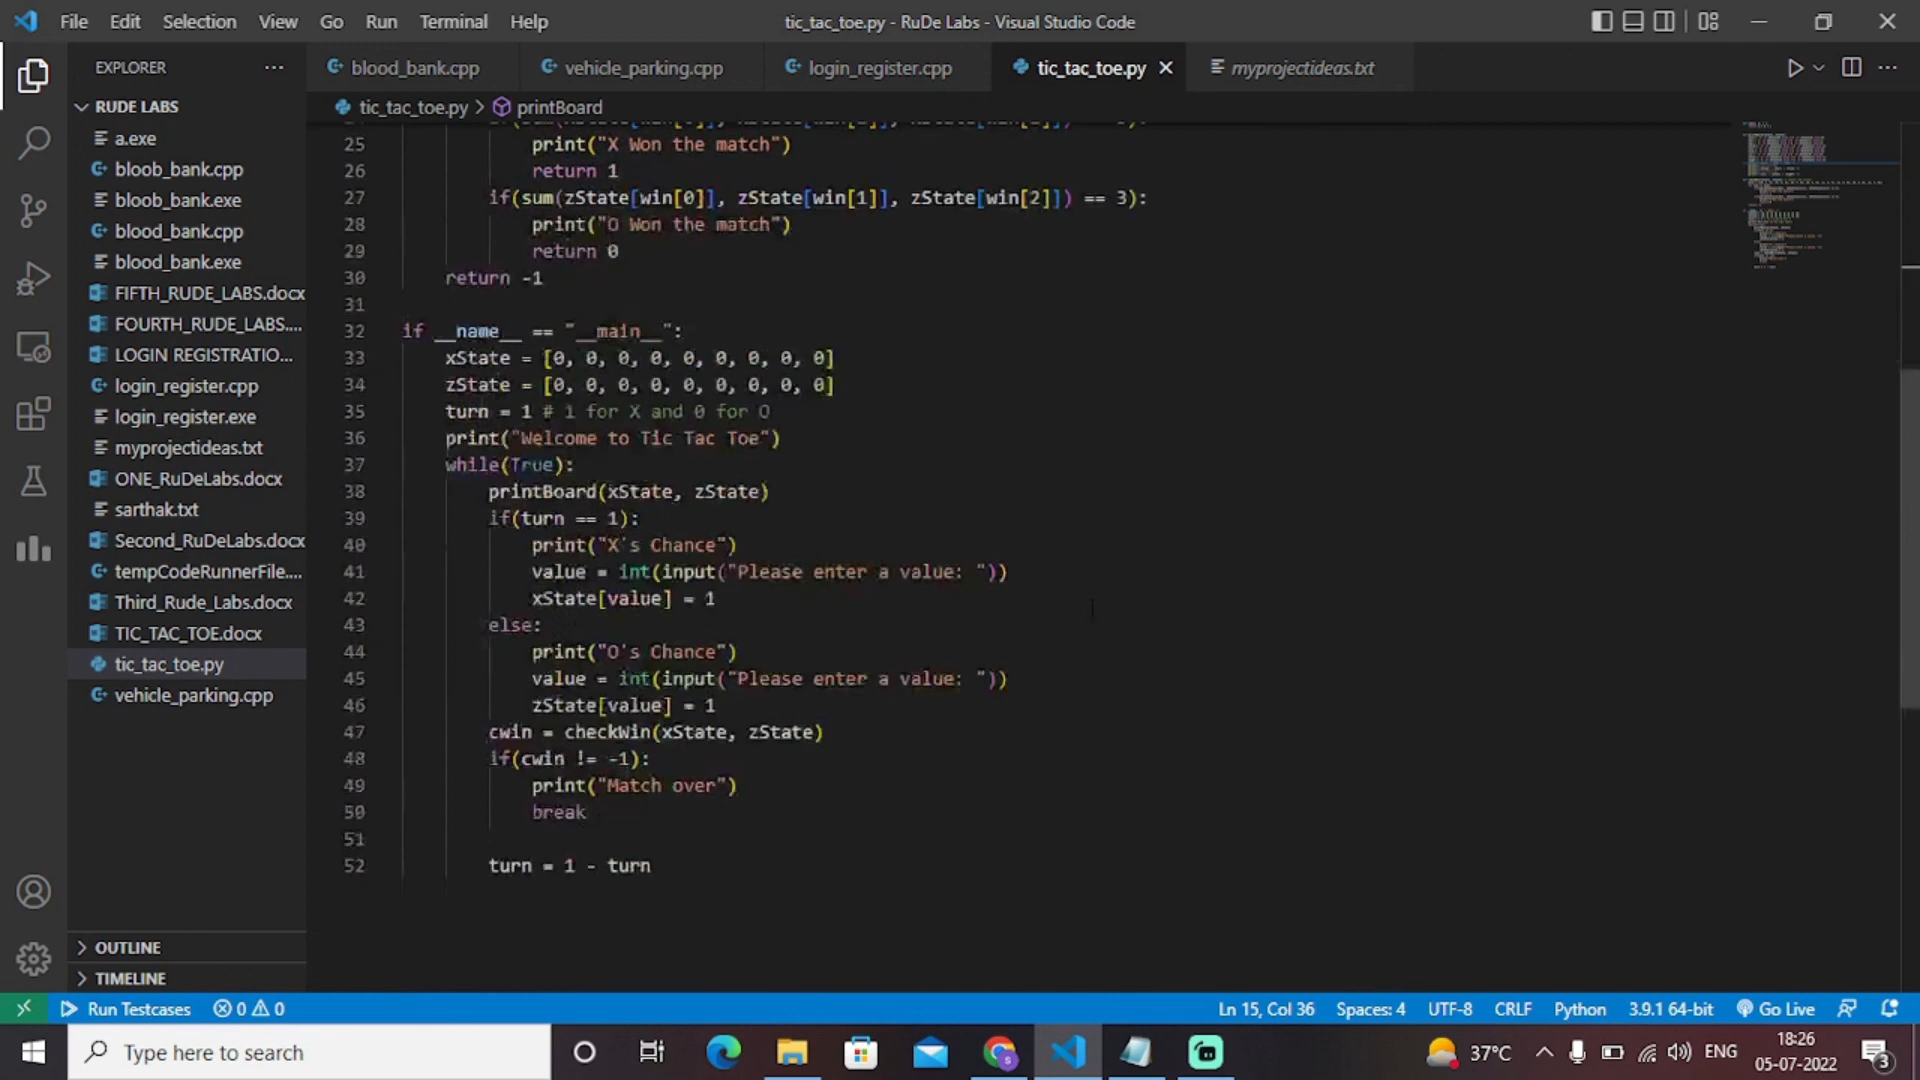 File Edit Selection View Go Run Terminal Help
tic_tac_toe.py - RuDe Labs - Visual Studio Code
EXPLORER
RUDE LABS
a.exe
bloob_bank.cpp
bloob_bank.exe
blood_bank.cpp
blood_bank.exe
FIFTH_RUDE_LABS.docx
FOURTH_RUDE_LABS....
LOGIN REGISTRATIO...
login_register.cpp
login_register.exe
myprojectideas.txt
ONE_RuDeLabs.docx
sarthak.txt
Second_RuDeLabs.docx
tempCodeRunnerFile....
Third_Rude_Labs.docx
TIC_TAC_TOE.docx
tic_tac_toe.py
vehicle_parking.cpp
OUTLINE
TIMELINE
blood_bank.cpp vehicle_parking.cpp login_register.cpp tic_tac_toe.py myprojectideas.txt
tic_tac_toe.py > printBoard
25 print("X Won the match")
26 return 1
27 if(sum(zState[win[0]], zState[win[1]], zState[win[2]]) == 3):
28 print("O Won the match")
29 return 0
30 return -1
31
32 if __name__ == "__main__":
33 xState = [0, 0, 0, 0, 0, 0, 0, 0, 0]
34 zState = [0, 0, 0, 0, 0, 0, 0, 0, 0]
35 turn = 1 # 1 for X and 0 for O
36 print("Welcome to Tic Tac Toe")
37 while(True):
38 printBoard(xState, zState)
39 if(turn == 1):
40 print("X's Chance")
41 value = int(input("Please enter a value: "))
42 xState[value] = 1
43 else:
44 print("O's Chance")
45 value = int(input("Please enter a value: "))
46 zState[value] = 1
47 cwin = checkWin(xState, zState)
48 if(cwin != -1):
49 print("Match over")
50 break
51
52 turn = 1 - turn
Run Testcases 0 0 Ln 15, Col 36 Spaces: 4 UTF-8 CRLF Python 3.9.1 64-bit Go Live
Type here to search
37°C ENG
18:26
05-07-2022
3